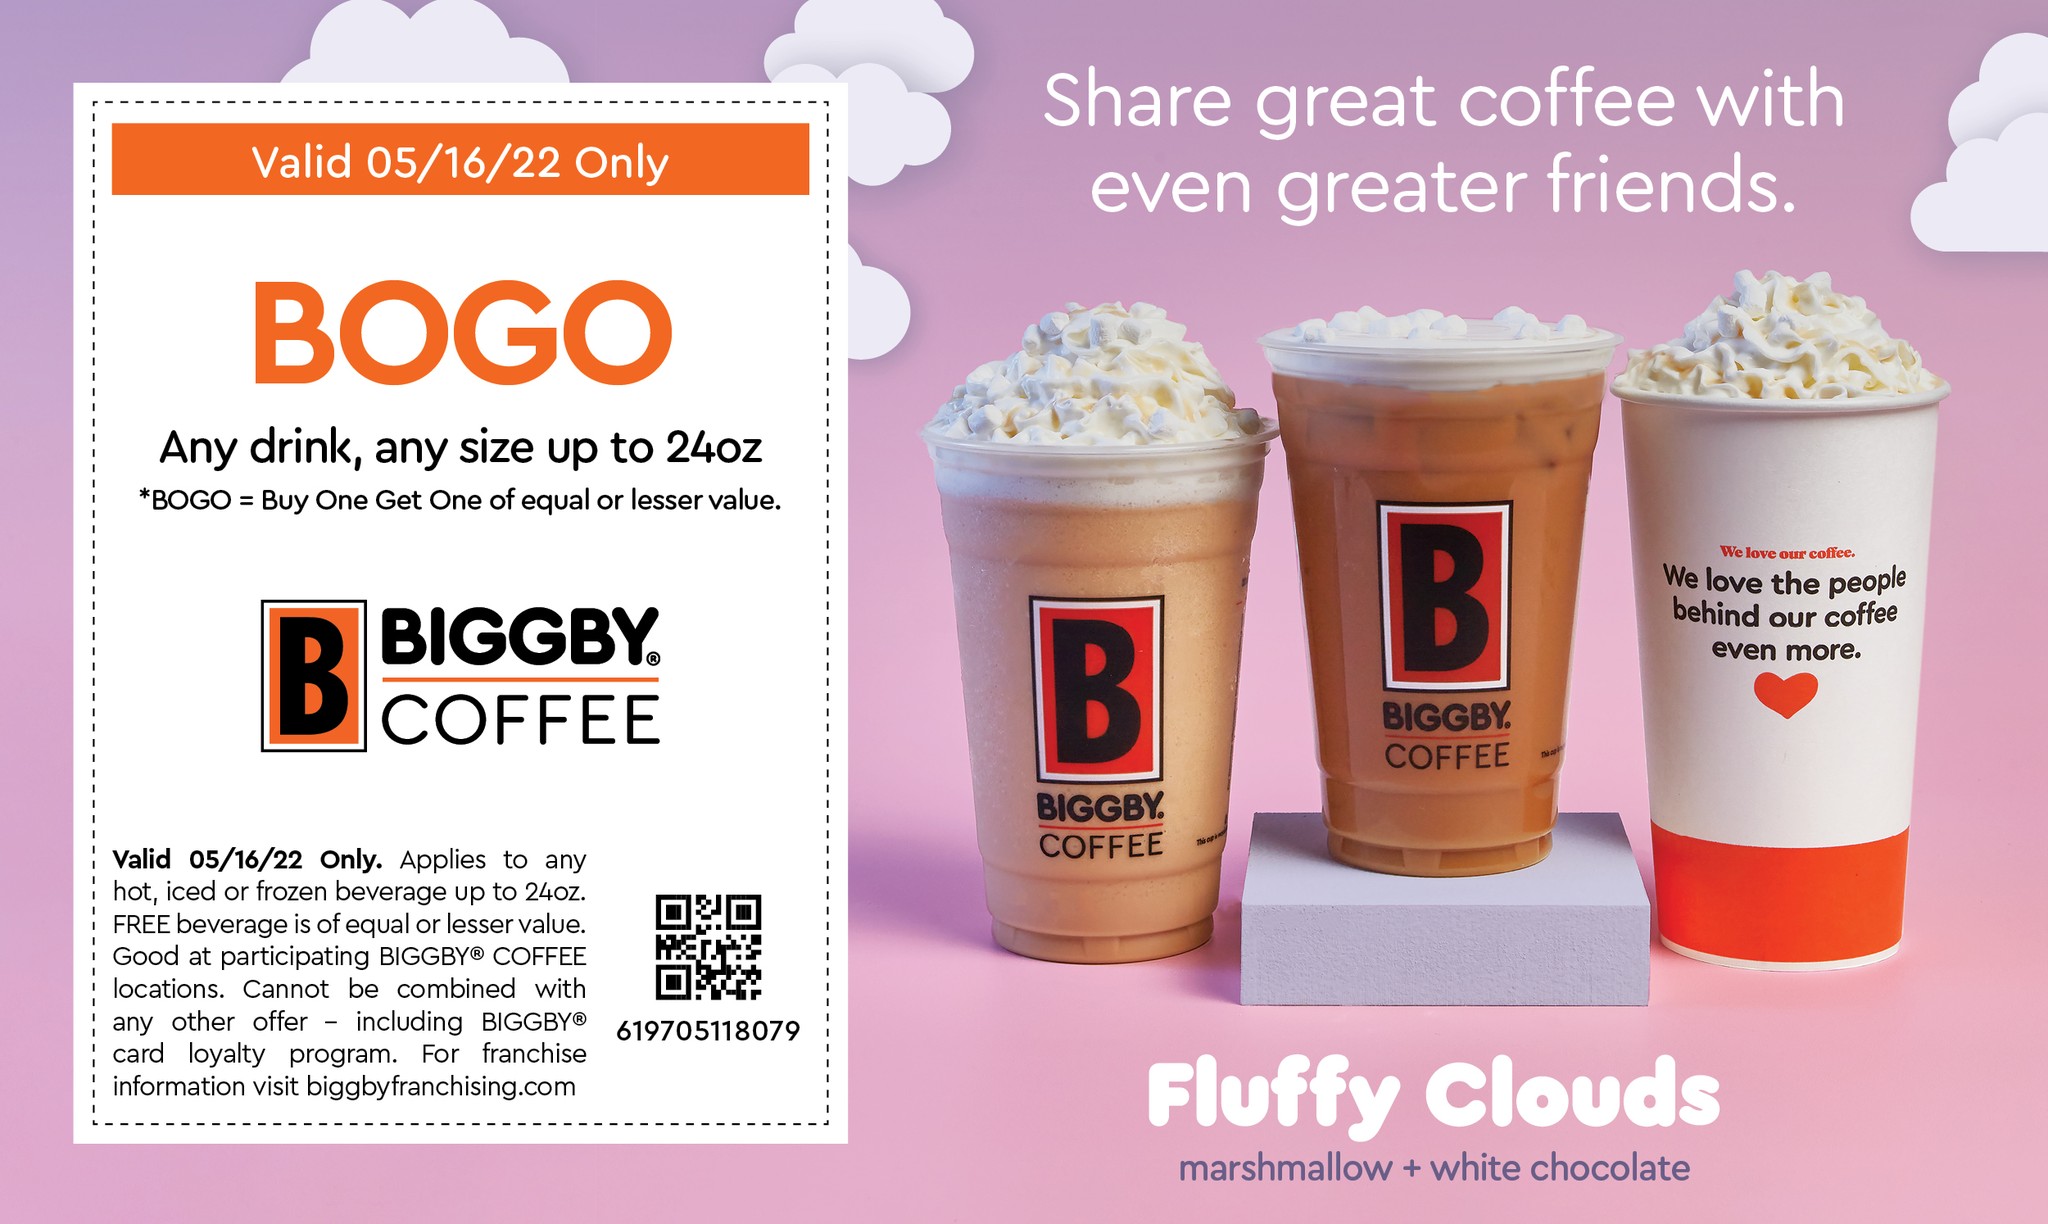 Valid 05/16/22 Only
BOGO
Any drink, any size up to 24oz
*BOGO = Buy One Get One of equal or lesser value.
B
BIGGBY®
COFFEE
Valid 05/16/22 Only. Applies to any
hot, iced or frozen beverage up to 24oz.
FREE beverage is of equal or lesser value.
Good at participating BIGGBY® COFFEE
locations. Cannot be combined with
any other offer – including BIGGBY®
card loyalty program. For franchise
information visit biggbyfranchising.com
619705118079
Share great coffee with
even greater friends.
B
BIGGBY®
COFFEE
B
BIGGBY®
COFFEE
We love our coffee.
We love the people
behind our coffee
even more.
Fluffy Clouds
marshmallow + white chocolate